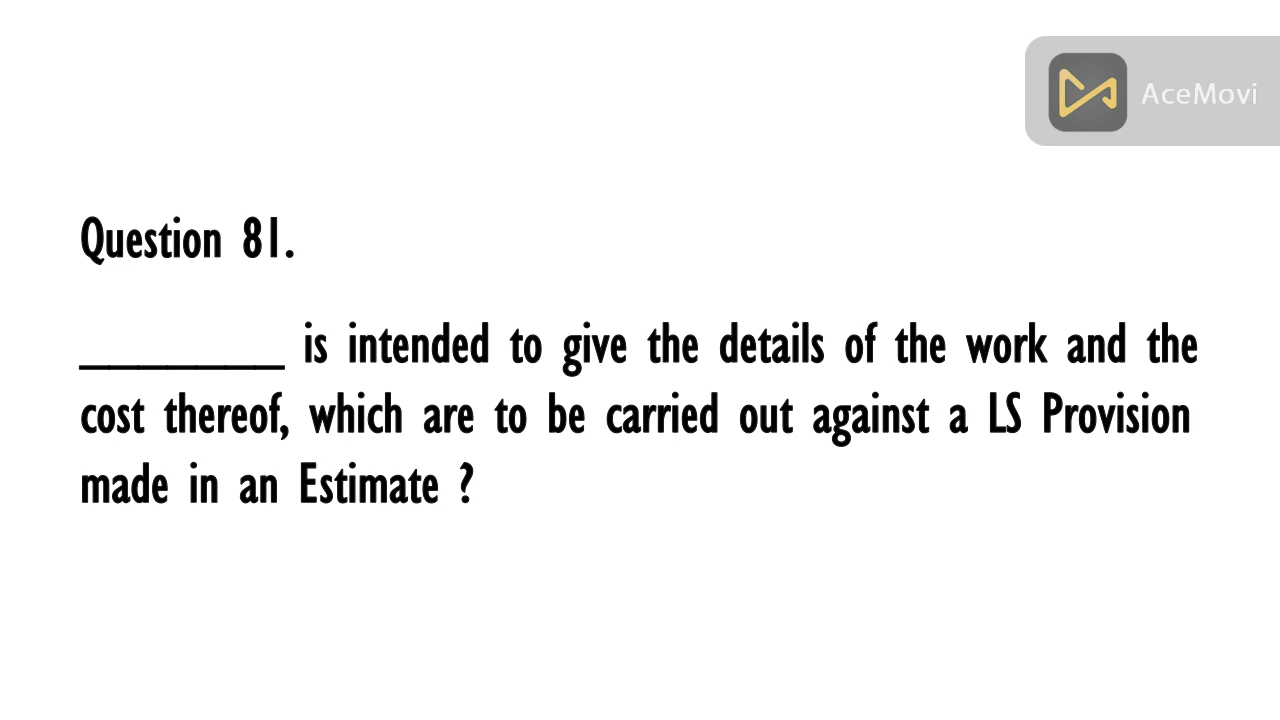 AceMovi
Question 81.
_______ is intended to give the details of the work and the
cost thereof, which are to be carried out against a LS Provision
made in an Estimate ?